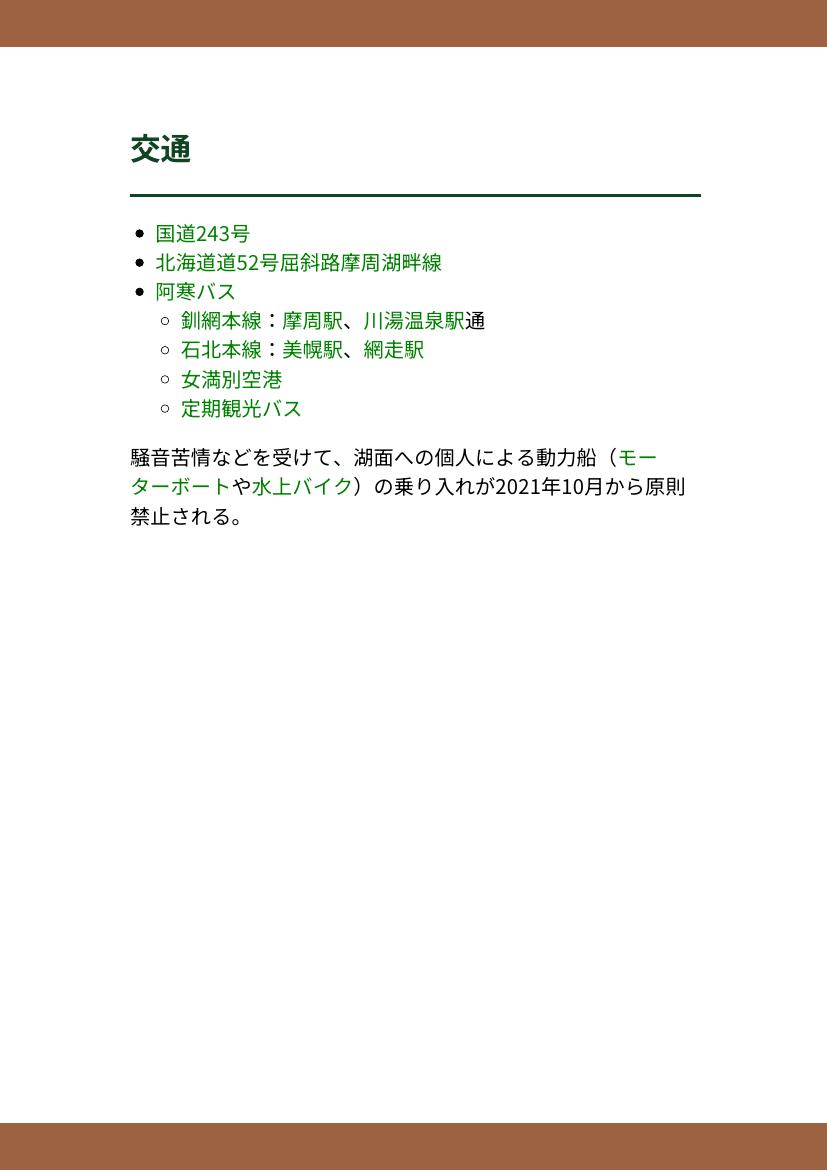 交通
国道243号
北海道道52号屈斜路摩周湖畔線
阿寒バス
釧網本線：摩周駅、川湯温泉駅通
石北本線：美幌駅、網走駅
女満別空港
定期観光バス
騒音苦情などを受けて、湖面への個人による動力船（モー
ターボートや水上バイク）の乗り入れが2021年10月から原則
禁止される。